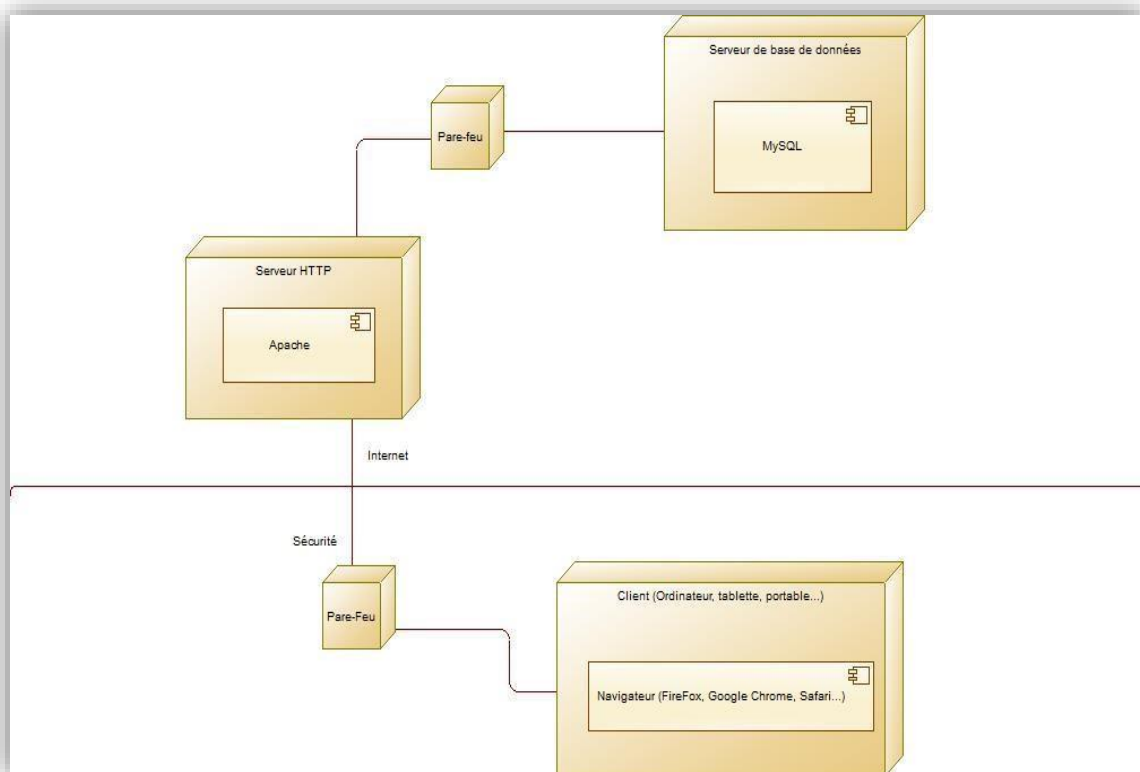 Serveur de base de données
MySQL
Pare-feu
Serveur HTTP
Apache
Internet
Sécurité
Pare-Feu
Client (Ordinateur, tablette, portable...)
Navigateur (FireFox, Google Chrome, Safari...)